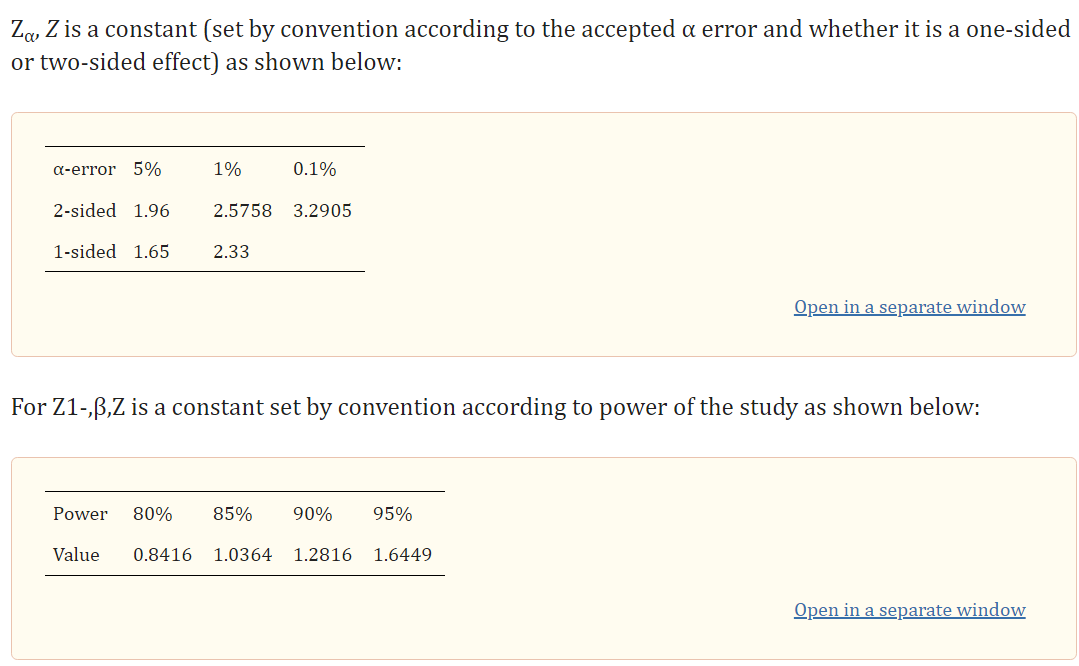 Zα, Z is a constant (set by convention according to the accepted α error and whether it is a one-sided
or two-sided effect) as shown below:
α-error 5% 1% 0.1%
2-sided 1.96 2.5758 3.2905
1-sided 1.65 2.33
Open in a separate window
For Z1-,β,Z is a constant set by convention according to power of the study as shown below:
Power 80% 85% 90% 95%
Value 0.8416 1.0364 1.2816 1.6449
Open in a separate window